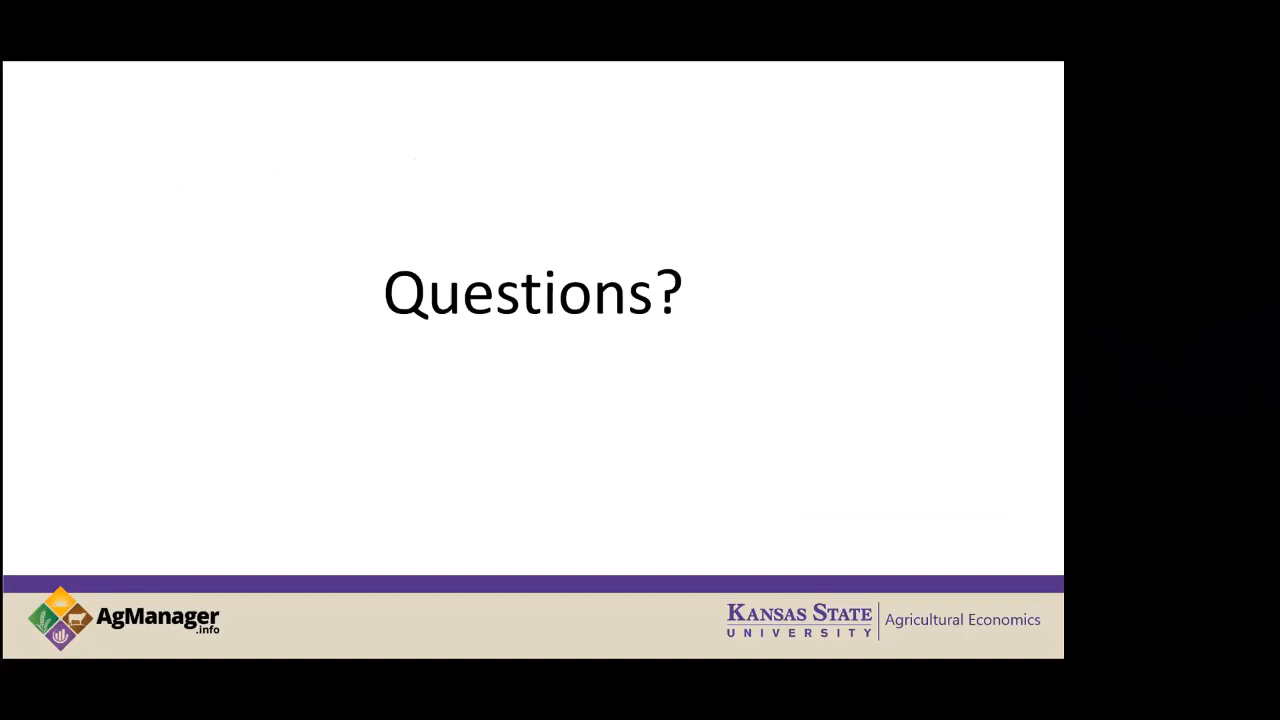 Questions?
AgManager
.info
KANSAS STATE
UNIVERSITY
Agricultural Economics